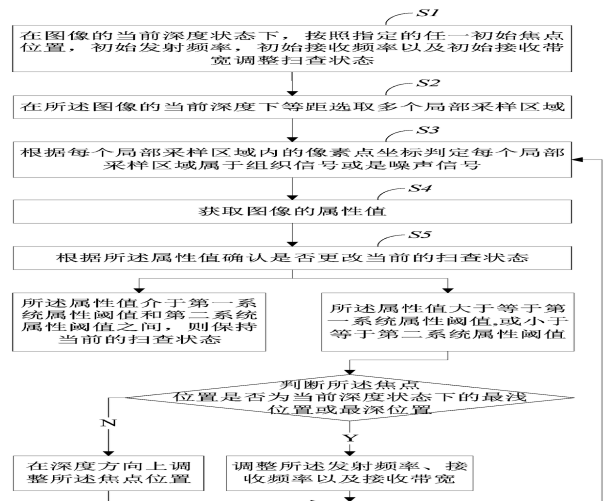 S1
在图像的当前深度状态下，按照指定的任一初始焦点
位置，初始发射频率，初始接收频率以及初始接收带
宽调整扫查状态
S2
在所述图像的当前深度下等距选取多个局部采样区域
S3
根据每个局部采样区域内的像素点坐标判定每个局部
采样区域属于组织信号或是噪声信号
S4
获取图像的属性值
S5
根据所述属性值确认是否更改当前的扫查状态
所述属性值介于第一系
统属性阈值和第二系统
属性阈值之间，则保持
当前的扫查状态
所述属性值大于等于第
一系统属性阈值,或小于
等于第二系统属性阈值
判断所述焦点
位置是否为当前深度状态下的最浅
位置或最深位置
N
Y
在深度方向上调
整所述焦点位置
调整所述发射频率、接
收频率以及接收带宽